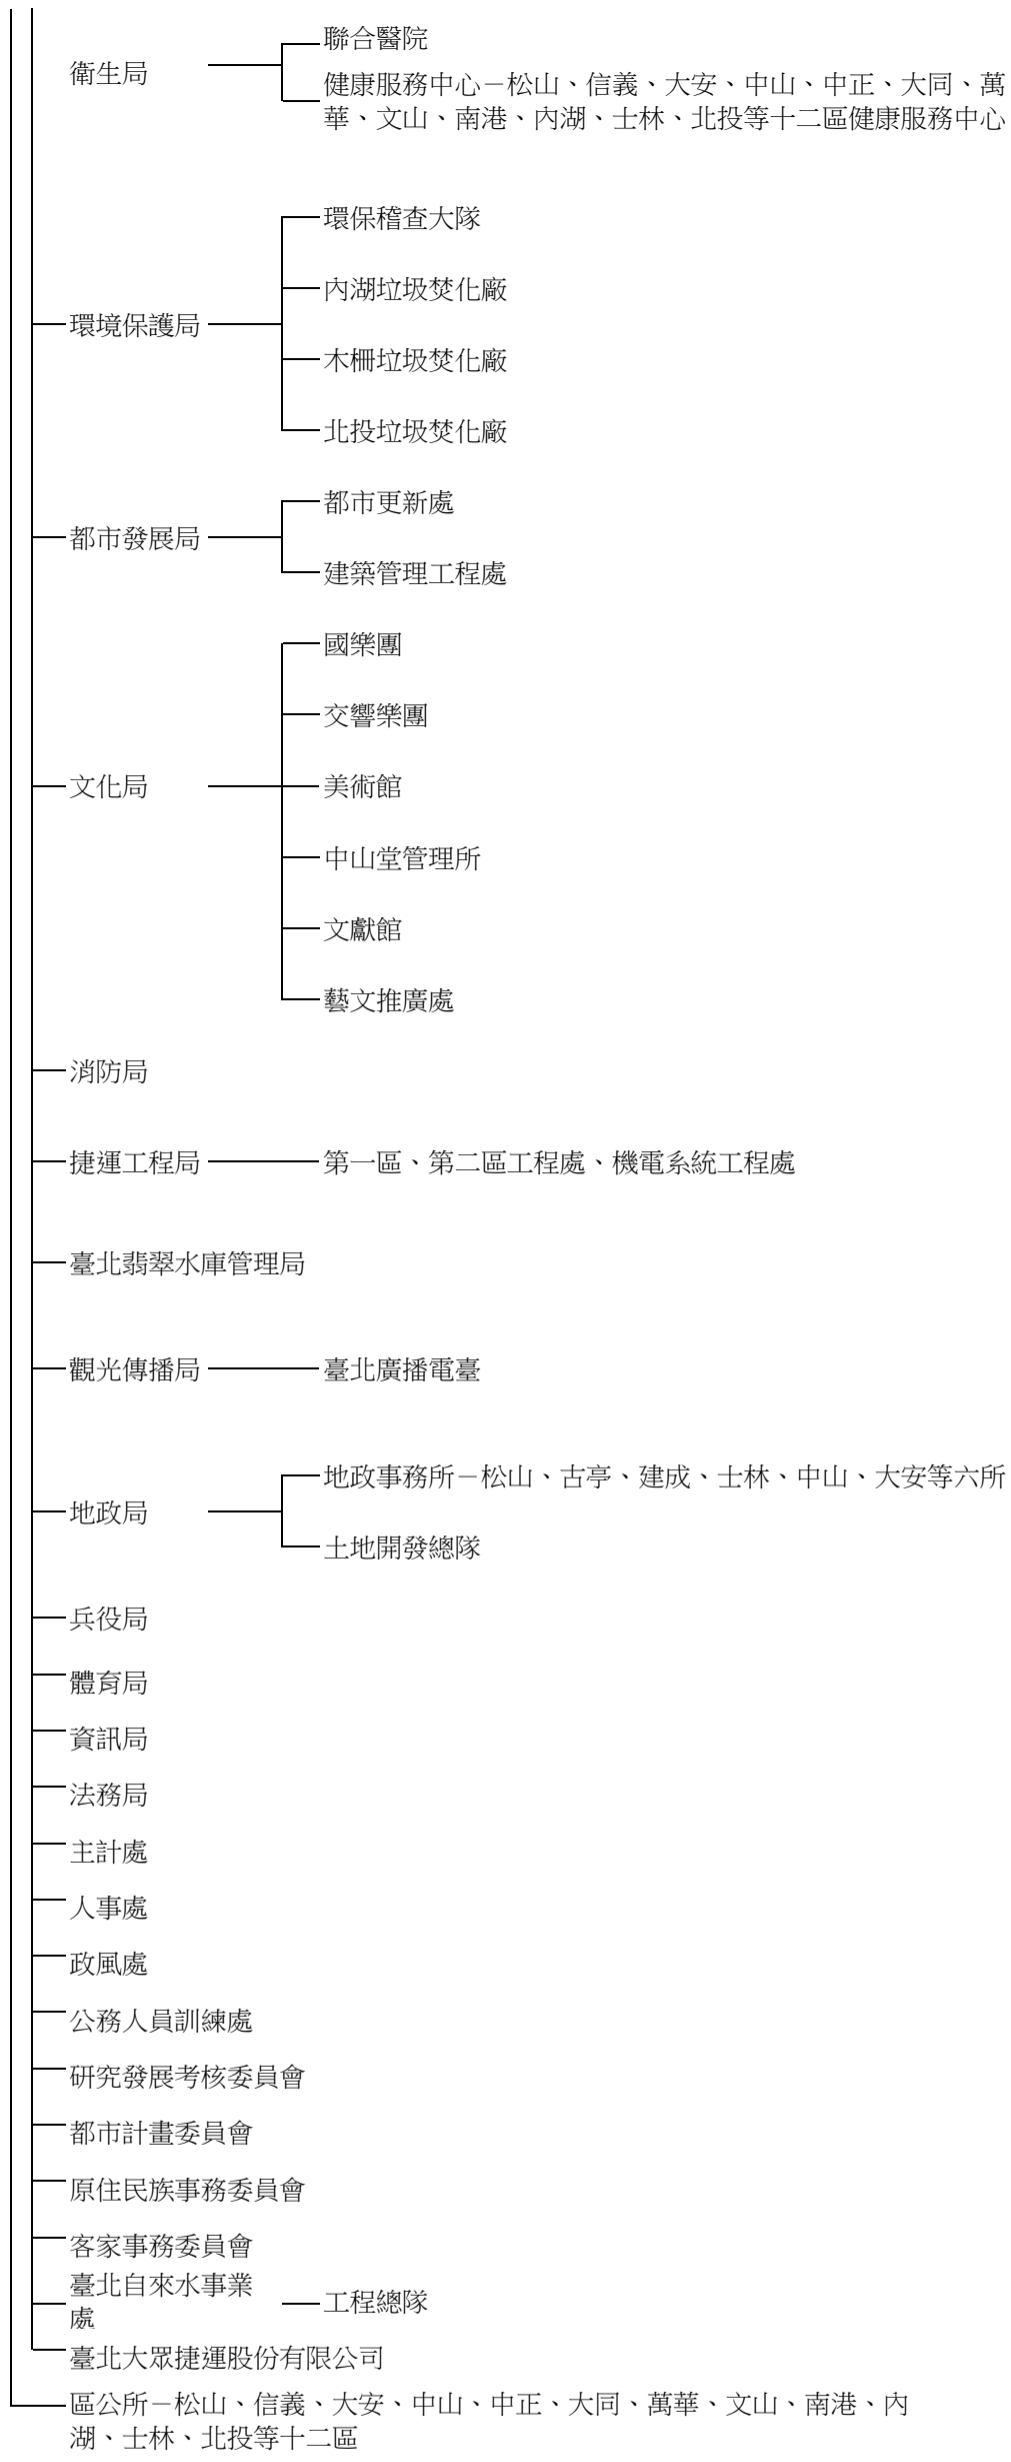 衛生局
聯合醫院
健康服務中心－松山、信義、大安、中山、中正、大同、萬
華、文山、南港、內湖、士林、北投等十二區健康服務中心
環境保護局
環保稽查大隊
內湖垃圾焚化廠
木柵垃圾焚化廠
北投垃圾焚化廠
都市發展局
都市更新處
建築管理工程處
文化局
國樂團
交響樂團
美術館
中山堂管理所
文獻館
藝文推廣處
消防局
捷運工程局
第一區、第二區工程處、機電系統工程處
臺北翡翠水庫管理局
觀光傳播局
臺北廣播電臺
地政局
地政事務所－松山、古亭、建成、士林、中山、大安等六所
土地開發總隊
兵役局
體育局
資訊局
法務局
主計處
人事處
政風處
公務人員訓練處
研究發展考核委員會
都市計畫委員會
原住民族事務委員會
客家事務委員會
臺北自來水事業
處
工程總隊
臺北大眾捷運股份有限公司
區公所－松山、信義、大安、中山、中正、大同、萬華、文山、南港、內
湖、士林、北投等十二區